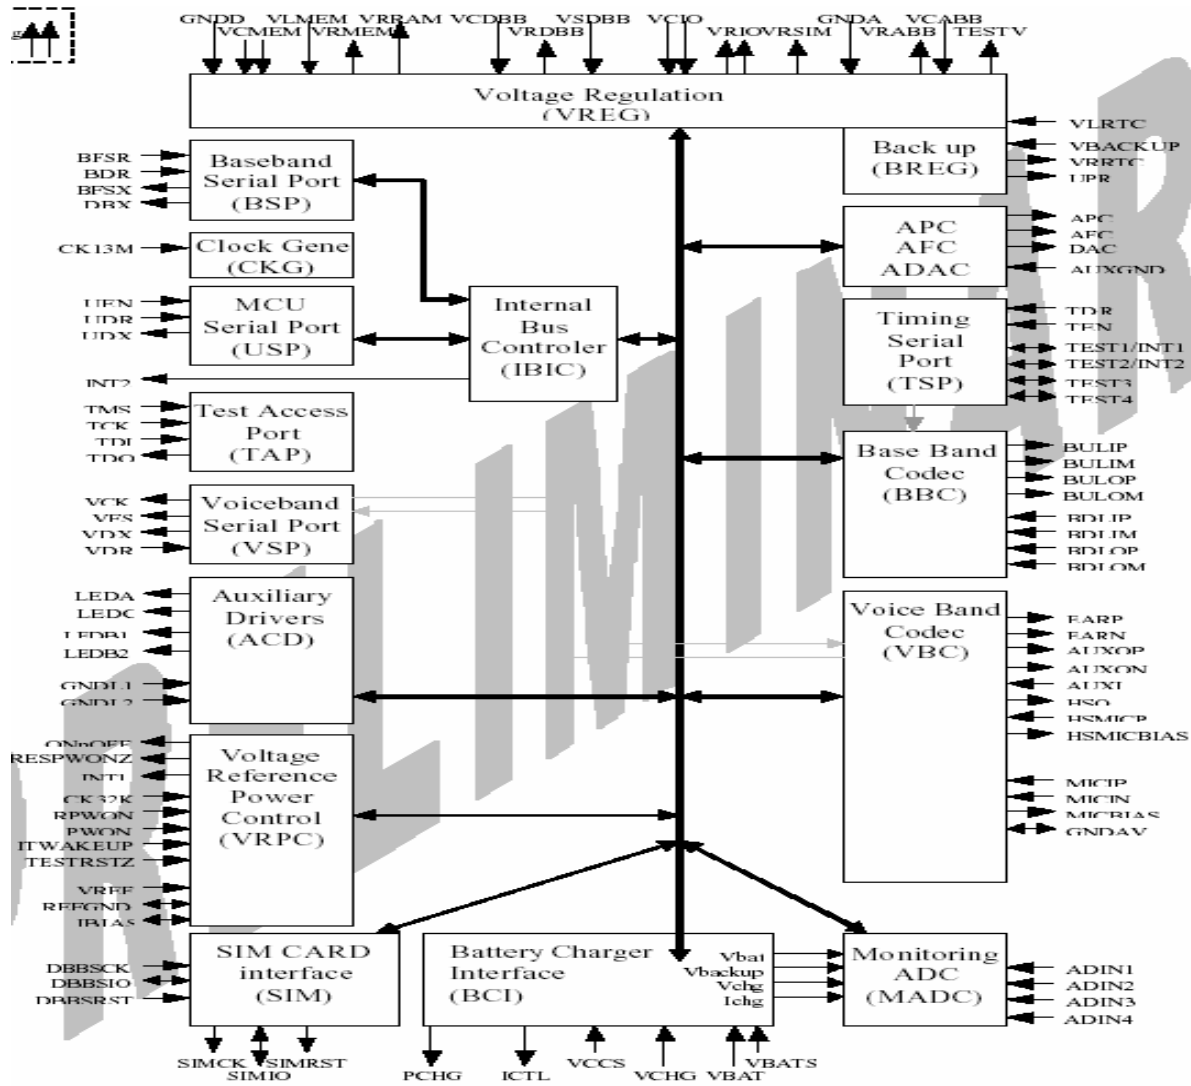 GNDD VLMEM VRRAM VCDBB VSDBB VCIO GNDA VCABB
VCMEM VRMEM VRDBB VRIO VRSIM VRABB TESTV
Voltage Regulation
(VREG)
VLRTC
VBACKUP
VRRTC
UPR
Back up
(BREG)
BFSR
BDR
BFSX
DBX
Baseband
Serial Port
(BSP)
CK13M
Clock Gene
(CKG)
APC
AFC
ADAC
APC
AFC
DAC
AUXGND
UEN
UDR
UDX
MCU
Serial Port
(USP)
INT2
Internal
Bus
Controler
(IBIC)
Timing
Serial
Port
(TSP)
TDR
TEN
TEST1/INT1
TEST2/INT2
TEST3
TEST4
TMS
TCK
TDI
TDO
Test Access
Port
(TAP)
Base Band
Codec
(BBC)
BULIP
BULIM
BULOP
BULOM
BDLIP
BDLIM
BDLOP
BDLOM
VCK
VFS
VDX
VDR
Voiceband
Serial Port
(VSP)
LEDA
LEDC
LEDB1
LEDB2
GNDL1
GNDL2
Auxiliary
Drivers
(ACD)
Voice Band
Codec
(VBC)
EARP
EARN
AUXOP
AUXON
AUXI
HSO
HSMICP
HSMICBIAS
MICIP
MICIN
MICBIAS
GNDAV
ONnOFF
RESPWONZ
INT1
CK32K
RPWON
PWON
ITWAKEUP
TESTRSTZ
VREF
REFGND
IBIAS
Voltage
Reference
Power
Control
(VRPC)
DBBSCK
DBBSIO
DBBSRST
SIM CARD
interface
(SIM)
Battery Charger
Interface
(BCI)
Vbat
Vbackup
Vchg
Ichg
Monitoring
ADC
(MADC)
ADIN1
ADIN2
ADIN3
ADIN4
SIMCK SIMRST VCCS VBATS
SIMIO PCHG ICTL VCHG VBAT
PRELIMINAR